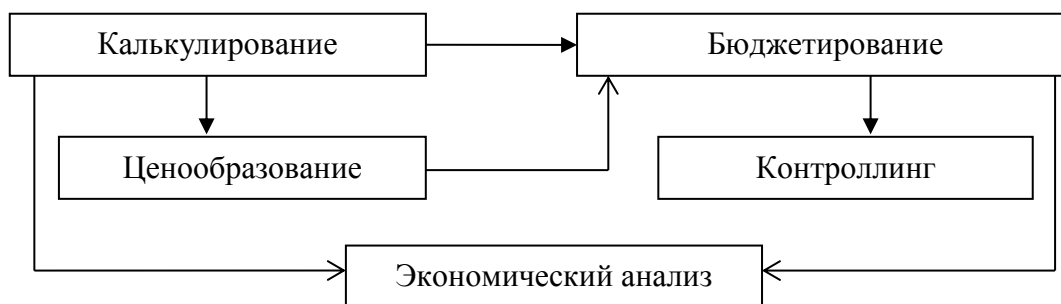 Калькулирование
Бюджетирование
Ценообразование
Контроллинг
Экономический анализ